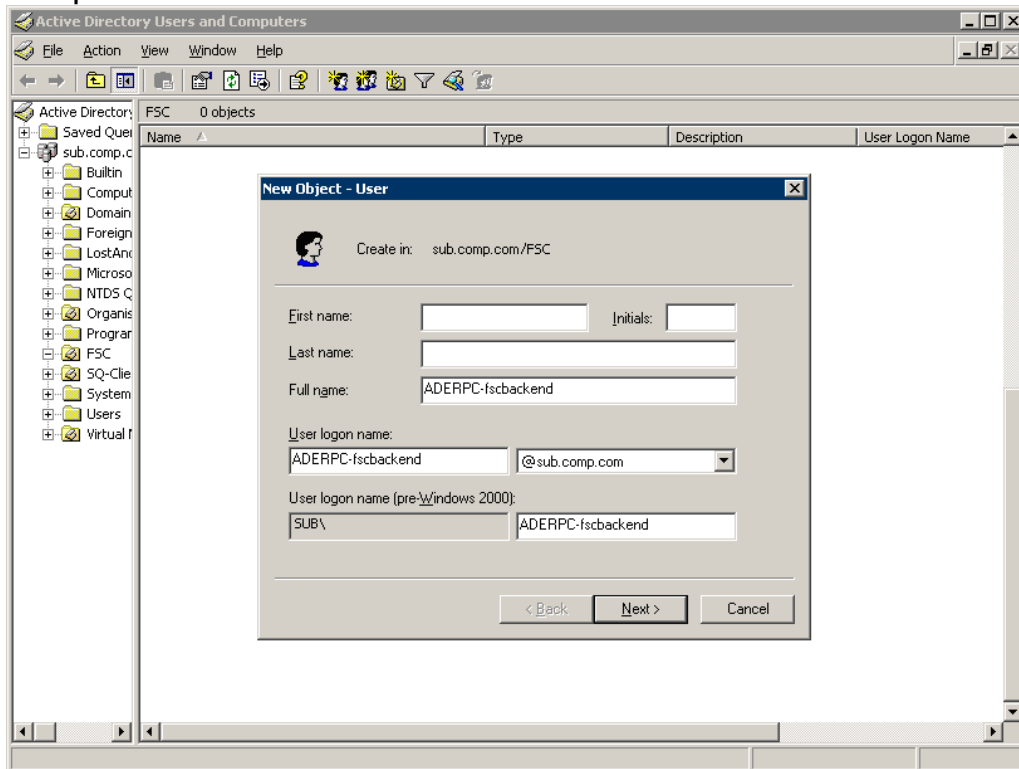 Active Directory Users and Computers
File Action View Window Help
Active Directory
FSC 0 objects
Name Type Description User Logon Name
Saved Quer
sub.comp.c
Builtin
Comput
Domain
Foreign
LostAnd
Microso
NTDS Q
Organis
Program
FSC
SQ-Clie
System
Users
Virtual
New Object - User
Create in: sub.comp.com/FSC
First name: Initials:
Last name:
Full name: ADERPC-fscbackend
User logon name:
ADERPC-fscbackend @sub.comp.com
User logon name (pre-Windows 2000):
SUB\ ADERPC-fscbackend
< Back Next > Cancel